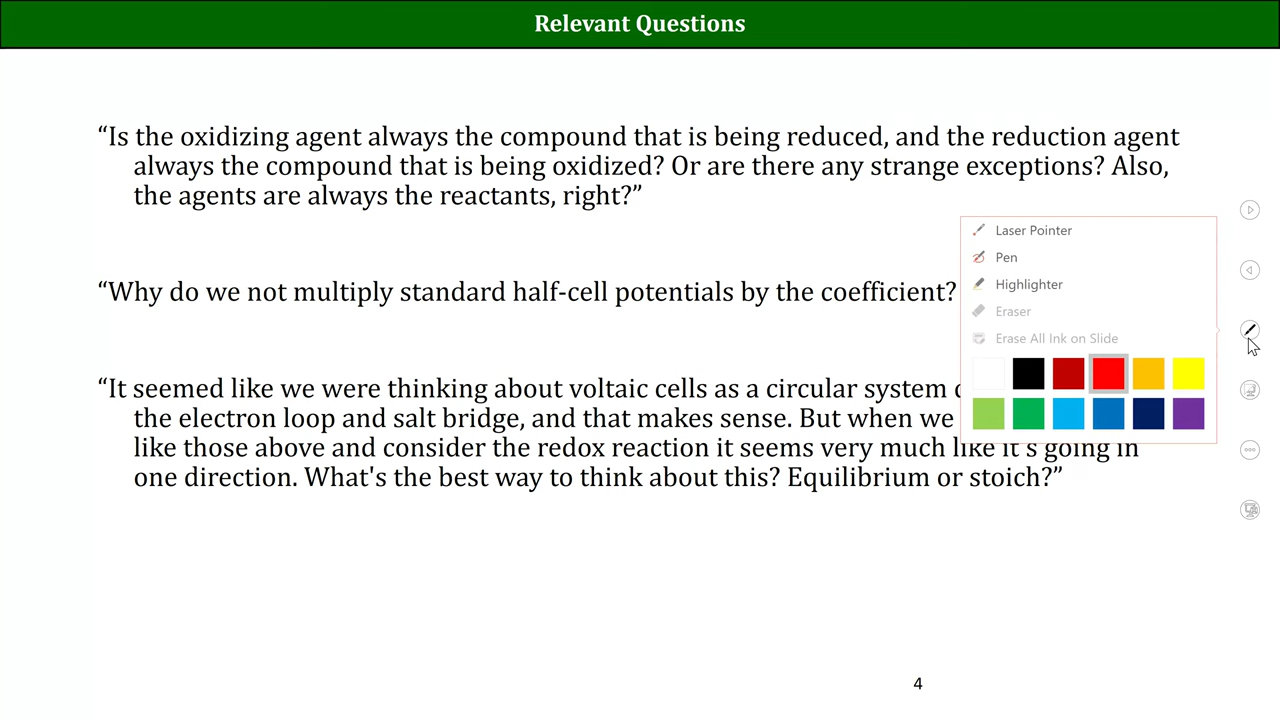 Relevant Questions
“Is the oxidizing agent always the compound that is being reduced, and the reduction agent
always the compound that is being oxidized? Or are there any strange exceptions? Also,
the agents are always the reactants, right?”
“Why do we not multiply standard half-cell potentials by the coefficient?
“It seemed like we were thinking about voltaic cells as a circular system
the electron loop and salt bridge, and that makes sense. But when we
like those above and consider the redox reaction it seems very much like it's going in
one direction. What's the best way to think about this? Equilibrium or stoich?”
Laser Pointer
Pen
Highlighter
Eraser
Erase All Ink on Slide
4